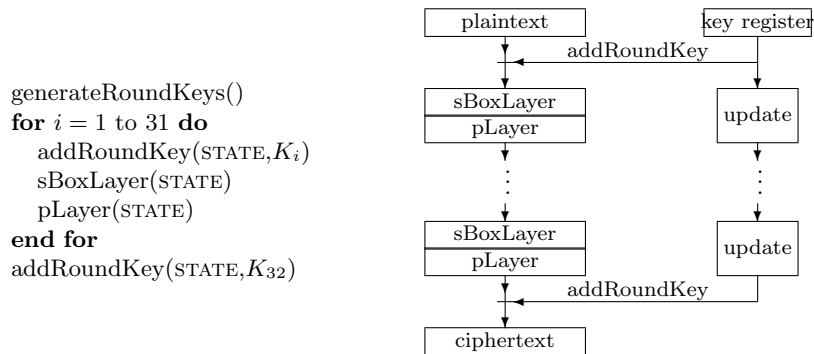 generateRoundKeys()
for i = 1 to 31 do
addRoundKey(STATE,K_i)
sBoxLayer(STATE)
pLayer(STATE)
end for
addRoundKey(STATE,K_32)
plaintext
key register
addRoundKey
sBoxLayer
pLayer
update
⋮
⋮
sBoxLayer
pLayer
update
addRoundKey
ciphertext